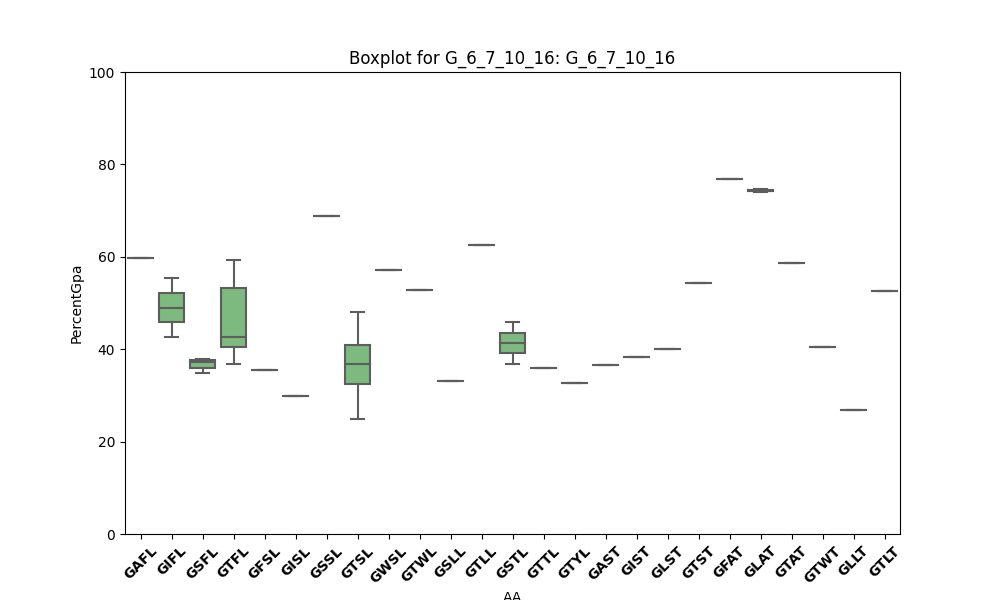 Boxplot for G_6_7_10_16: G_6_7_10_16
100
80
60
40
20
0
PercentGpa
GAFL GIFL GSFL GTFL GFSL GISL GSSL GTSL GWSL GTWL GSLL GTLL GSTL GTTL GTYL GAST GIST GLST GTST GFAT GLAT GTAT GTWT GLLT GTLT
AA